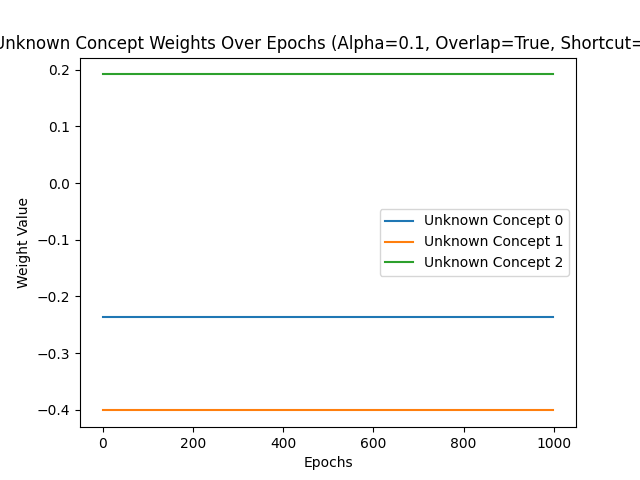 Unknown Concept Weights Over Epochs (Alpha=0.1, Overlap=True, Shortcut=
0.2
0.1
0.0
−0.1
−0.2
−0.3
−0.4
Weight Value
Unknown Concept 0
Unknown Concept 1
Unknown Concept 2
0 200 400 600 800 1000
Epochs